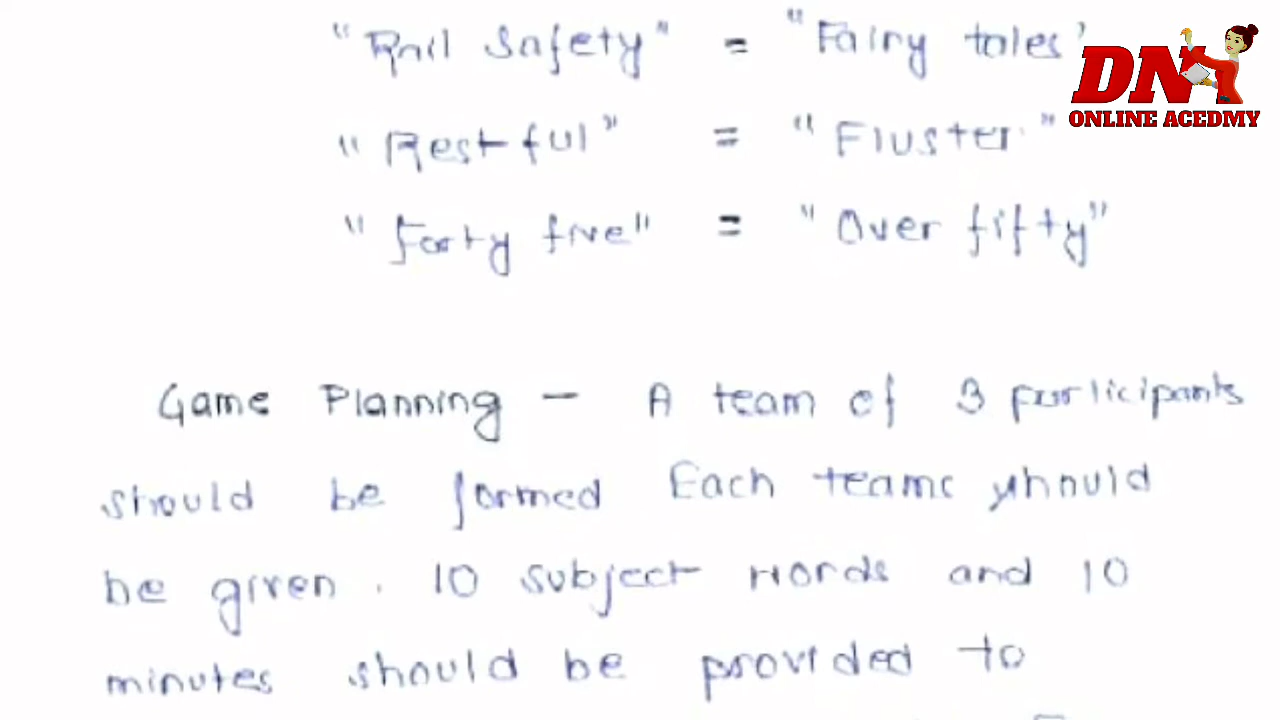 "Rail Safety" = "Fairy tales'
"Restful" = "Fluster"
"Forty five" = "Over fifty"
DN
ONLINE ACEDMY
Game Planning - A team of 3 participants
should be formed Each teams should
be given. 10 subject words and 10
minutes should be provided to